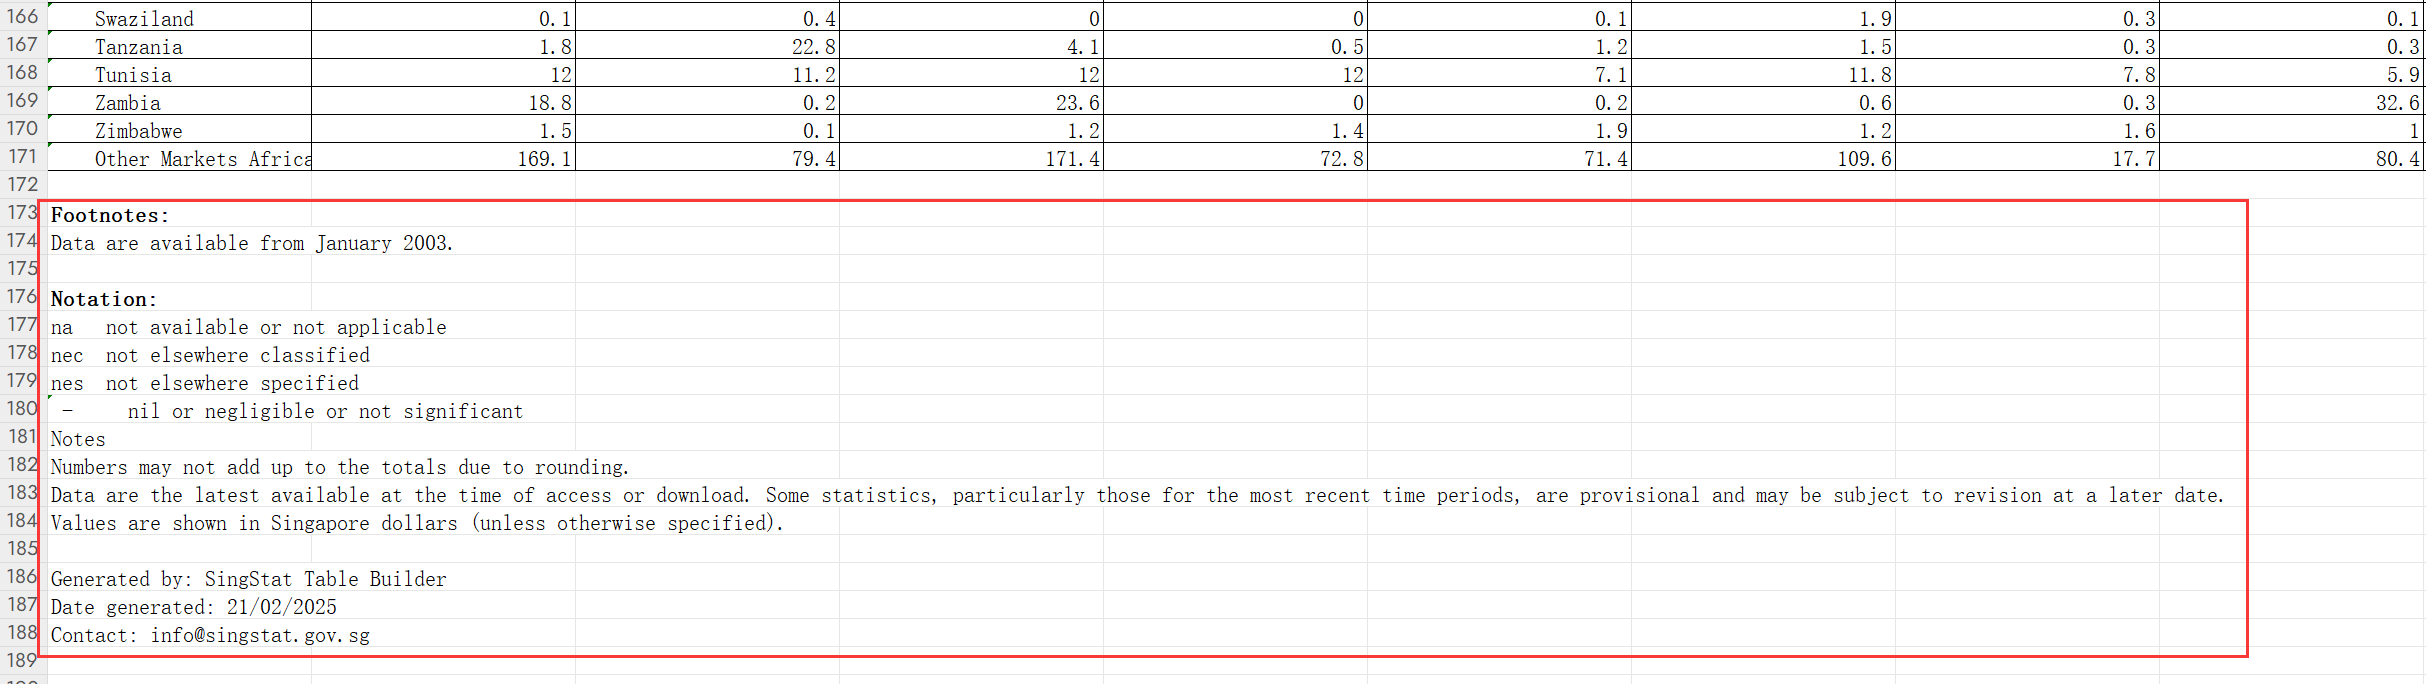 166 Swaziland 0.1 0.4 0 0 0.1 1.9 0.3 0.1
167 Tanzania 1.8 22.8 4.1 0.5 1.2 1.5 0.3 0.3
168 Tunisia 12 11.2 12 12 7.1 11.8 7.8 5.9
169 Zambia 18.8 0.2 23.6 0 0.2 0.6 0.3 32.6
170 Zimbabwe 1.5 0.1 1.2 1.4 1.9 1.2 1.6 1
171 Other Markets Africa 169.1 79.4 171.4 72.8 71.4 109.6 17.7 80.4
172
173 Footnotes:
174 Data are available from January 2003.
175
176 Notation:
177 na not available or not applicable
178 nec not elsewhere classified
179 nes not elsewhere specified
180 - nil or negligible or not significant
181 Notes
182 Numbers may not add up to the totals due to rounding.
183 Data are the latest available at the time of access or download. Some statistics, particularly those for the most recent time periods, are provisional and may be subject to revision at a later date.
184 Values are shown in Singapore dollars (unless otherwise specified).
185
186 Generated by: SingStat Table Builder
187 Date generated: 21/02/2025
188 Contact: info@singstat.gov.sg
189